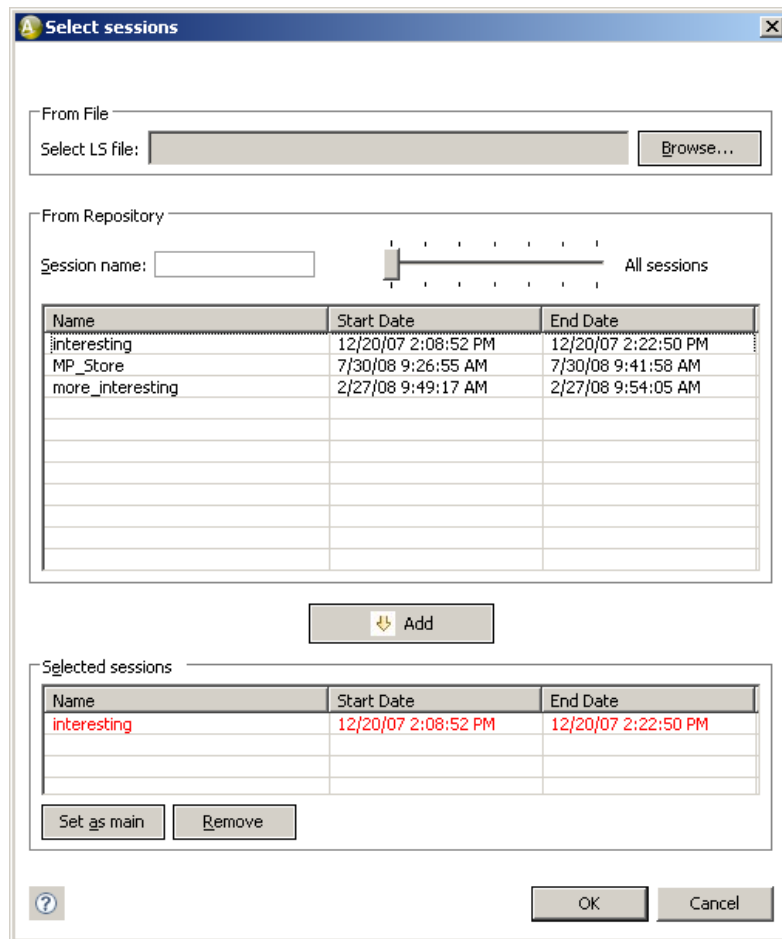 Select sessions
From File
Select LS file:
Browse...
From Repository
Session name:
All sessions
Name Start Date End Date
interesting 12/20/07 2:08:52 PM 12/20/07 2:22:50 PM
MP_Store 7/30/08 9:26:55 AM 7/30/08 9:41:58 AM
more_interesting 2/27/08 9:49:17 AM 2/27/08 9:54:05 AM
Add
Selected sessions
Name Start Date End Date
interesting 12/20/07 2:08:52 PM 12/20/07 2:22:50 PM
Set as main Remove
? OK Cancel